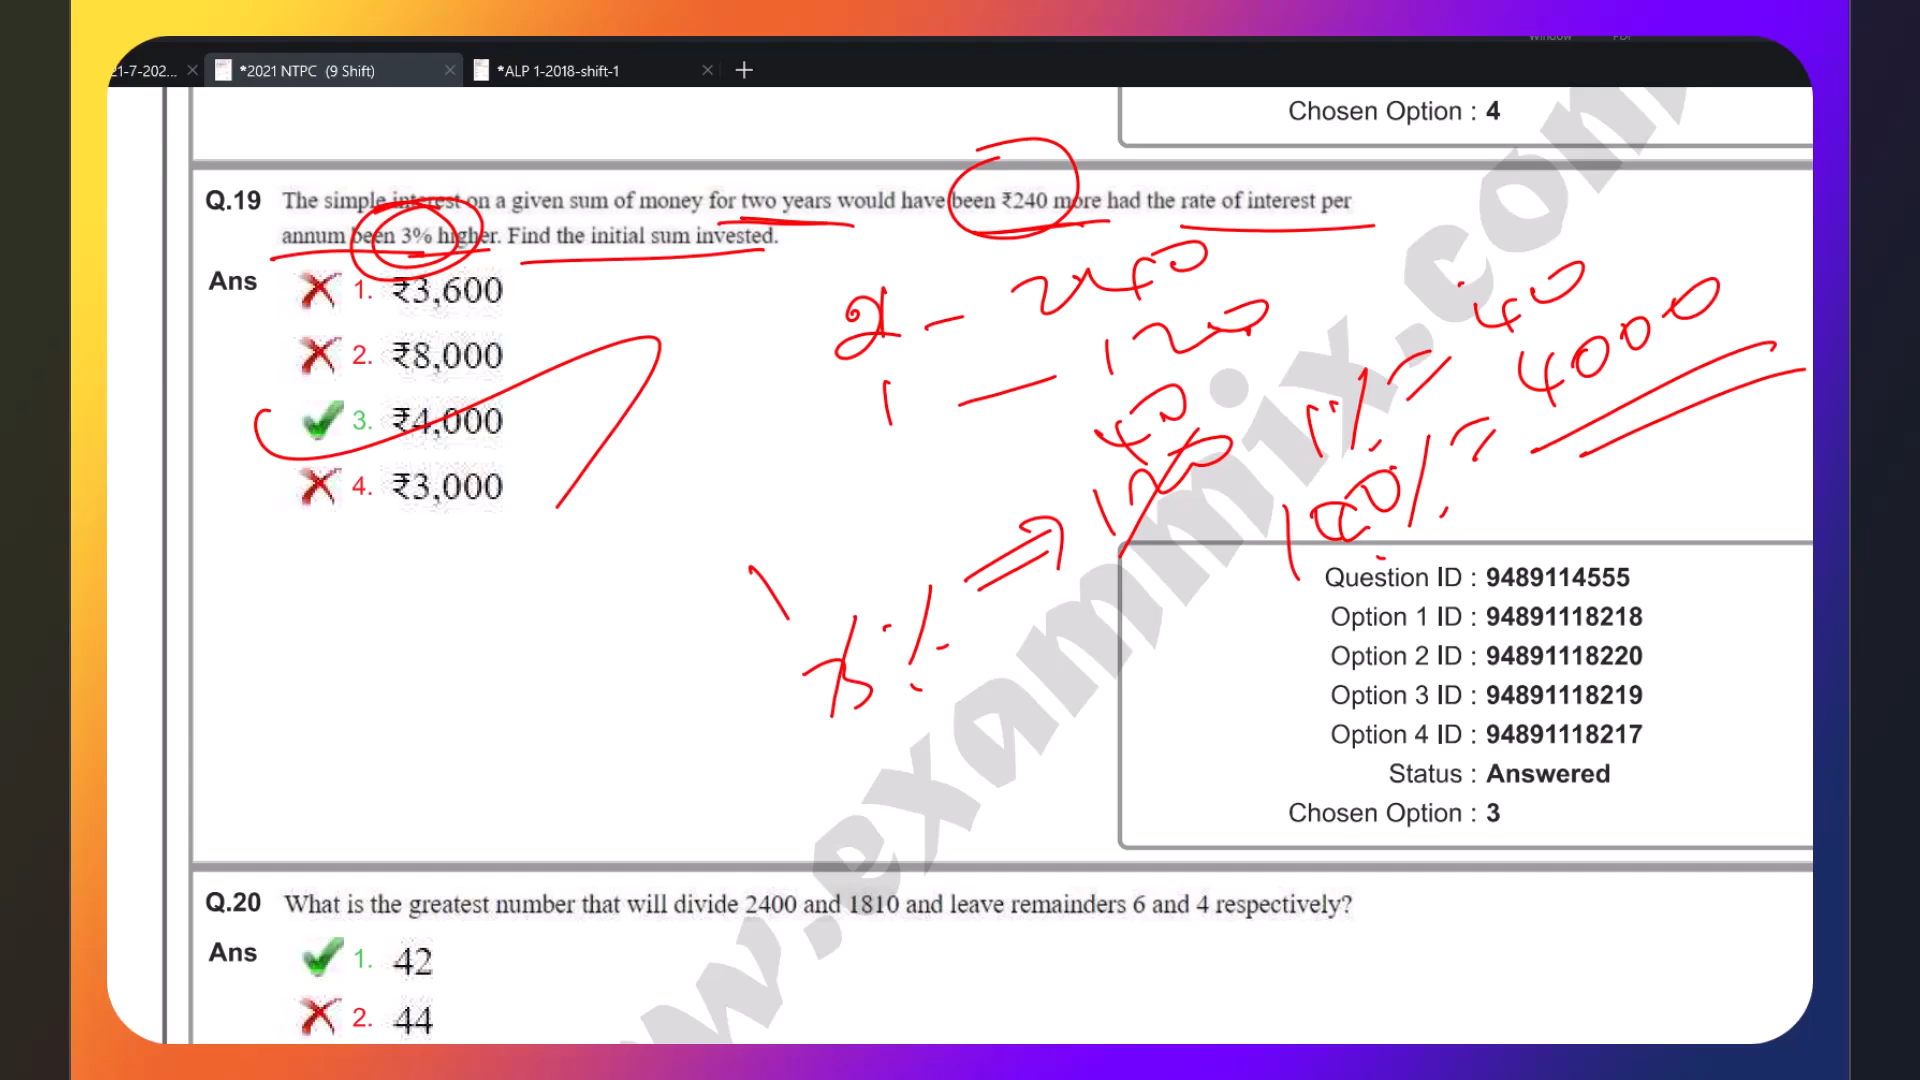 Window PDF
21-7-202... *2021 NTPC (9 Shift) *ALP 1-2018-shift-1
Chosen Option : 4
Q.19 The simple interest on a given sum of money for two years would have been ₹240 more had the rate of interest per
annum been 3% higher. Find the initial sum invested.
Ans 1. ₹3,600
2. ₹8,000
3. ₹4,000
4. ₹3,000
2 - 240
1 - 120
3% ⇒ 120
40
1% = 40
100% = 4000
Question ID : 9489114555
Option 1 ID : 94891118218
Option 2 ID : 94891118220
Option 3 ID : 94891118219
Option 4 ID : 94891118217
Status : Answered
Chosen Option : 3
Q.20 What is the greatest number that will divide 2400 and 1810 and leave remainders 6 and 4 respectively?
Ans 1. 42
2. 44
w.exammix.com